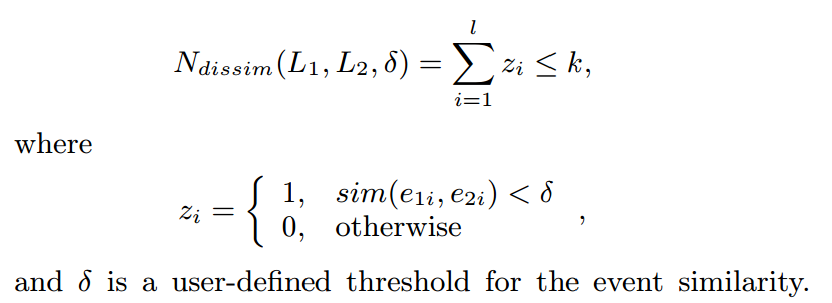 N_{dissim}(L_1, L_2, δ) = \sum_{i=1}^{l} z_i ≤ k,
where
z_i = { 1, sim(e_{1i}, e_{2i}) < δ
0, otherwise ,
and δ is a user-defined threshold for the event similarity.